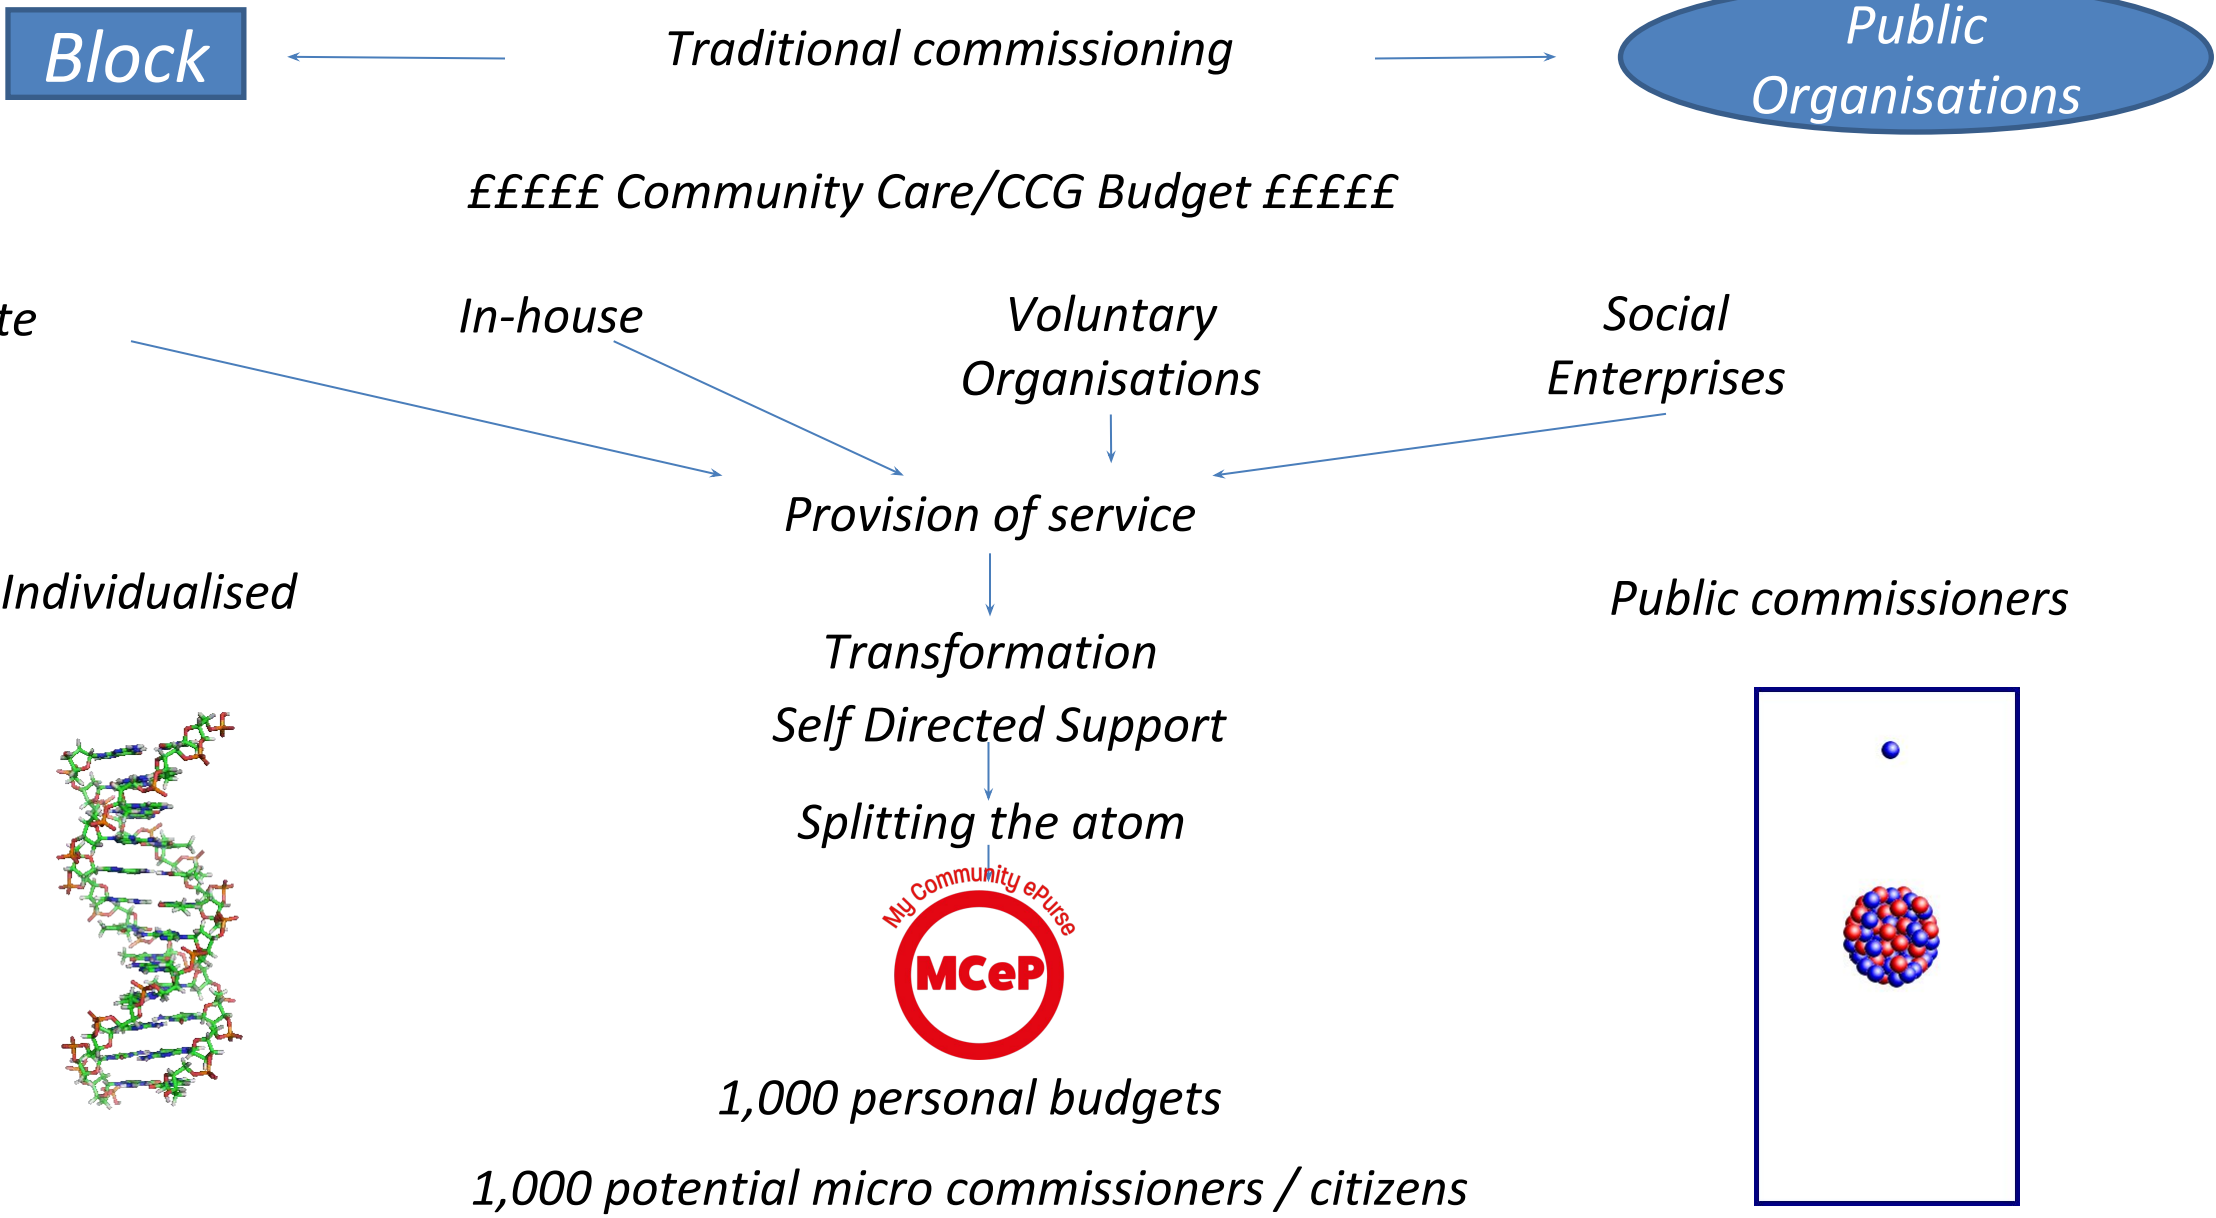 Block
Traditional commissioning
Public
Organisations
£££££ Community Care/CCG Budget £££££
te
In-house
Voluntary
Organisations
Social
Enterprises
Provision of service
Individualised
Public commissioners
Transformation
Self Directed Support
Splitting the atom
My Community ePurse
MCeP
1,000 personal budgets
1,000 potential micro commissioners / citizens